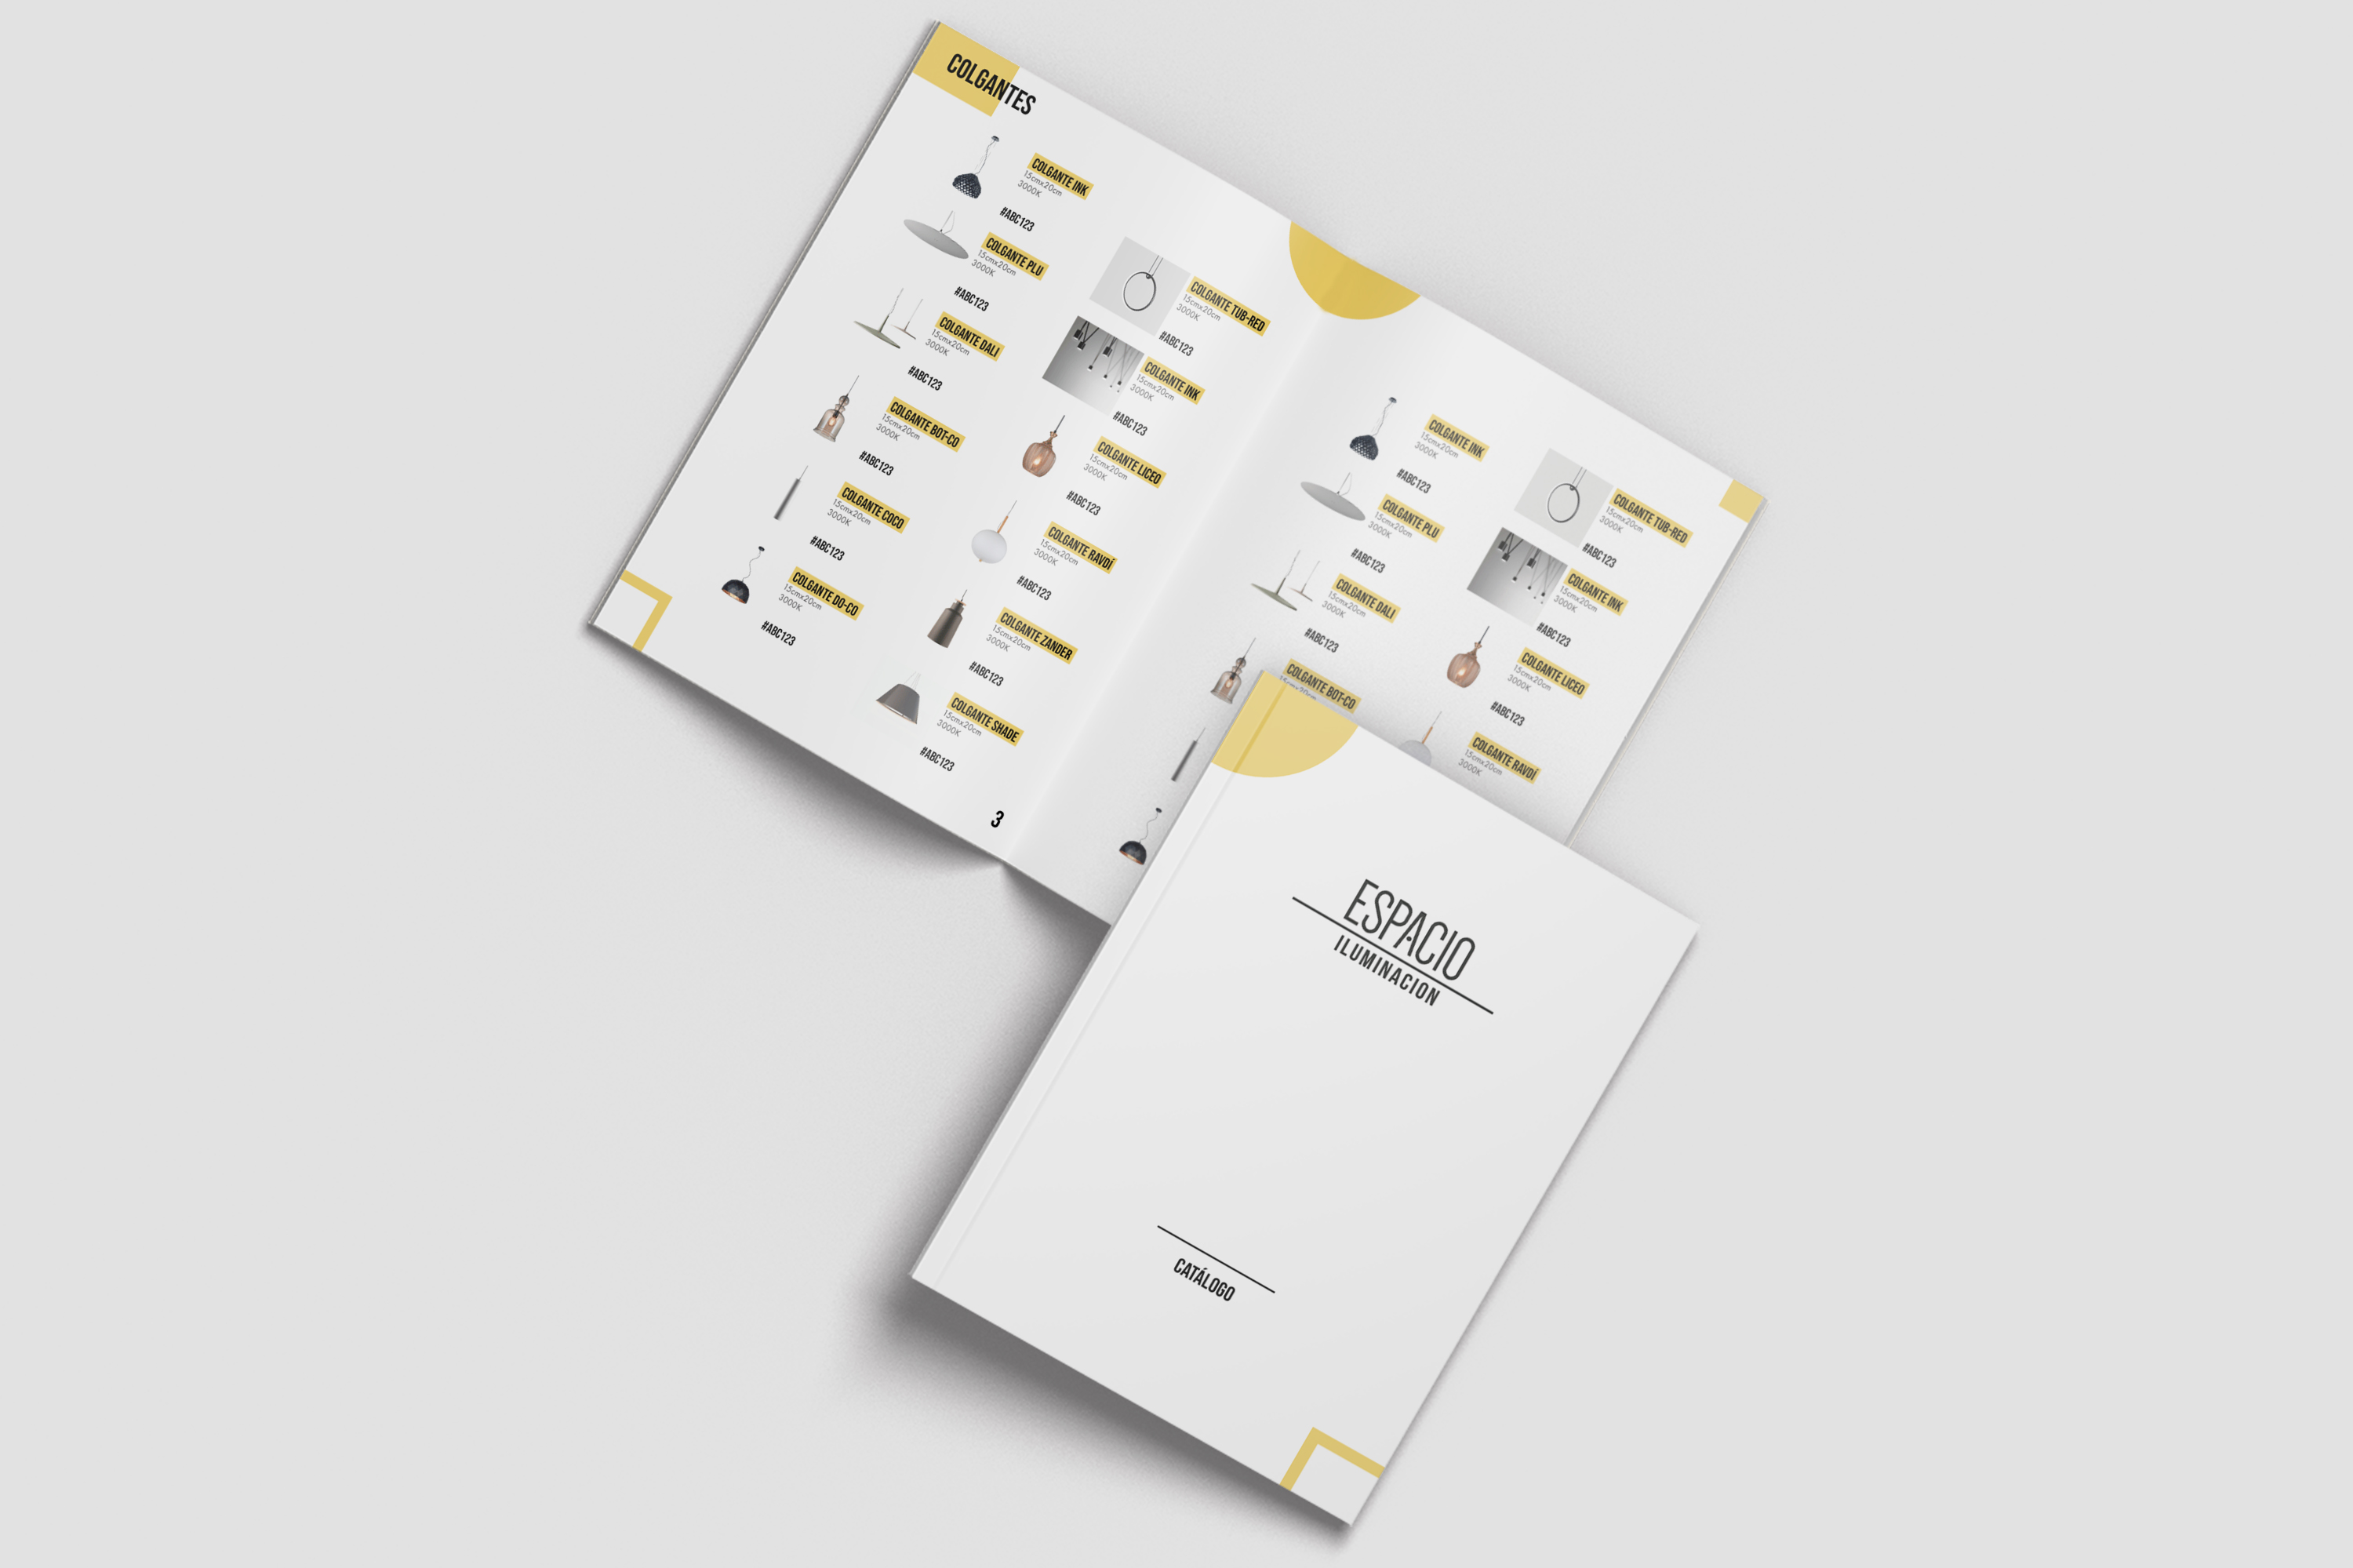 COLGANTES
COLGANTE INK
15cmx20cm
3000K
#ABC123
COLGANTE PLU
15cmx20cm
3000K
#ABC123
COLGANTE DALI
15cmx20cm
3000K
#ABC123
COLGANTE BOT-CO
15cmx20cm
3000K
#ABC123
COLGANTE COCO
15cmx20cm
3000K
#ABC123
COLGANTE DO-CO
15cmx20cm
3000K
#ABC123
COLGANTE TUB-RED
15cmx20cm
3000K
#ABC123
COLGANTE INK
15cmx20cm
3000K
#ABC123
COLGANTE LICEO
15cmx20cm
3000K
#ABC123
COLGANTE RAVDÍ
15cmx20cm
3000K
#ABC123
COLGANTE ZANDER
15cmx20cm
3000K
#ABC123
COLGANTE SHADE
15cmx20cm
3000K
#ABC123
3
COLGANTE INK
15cmx20cm
3000K
#ABC123
COLGANTE PLU
15cmx20cm
3000K
#ABC123
COLGANTE DALI
15cmx20cm
3000K
#ABC123
COLGANTE BOT-CO
COLGANTE TUB-RED
15cmx20cm
3000K
#ABC123
COLGANTE INK
15cmx20cm
3000K
#ABC123
COLGANTE LICEO
15cmx20cm
3000K
#ABC123
COLGANTE RAVDÍ
15cmx20cm
3000K
ESPACIO
ILUMINACION
CATÁLOGO